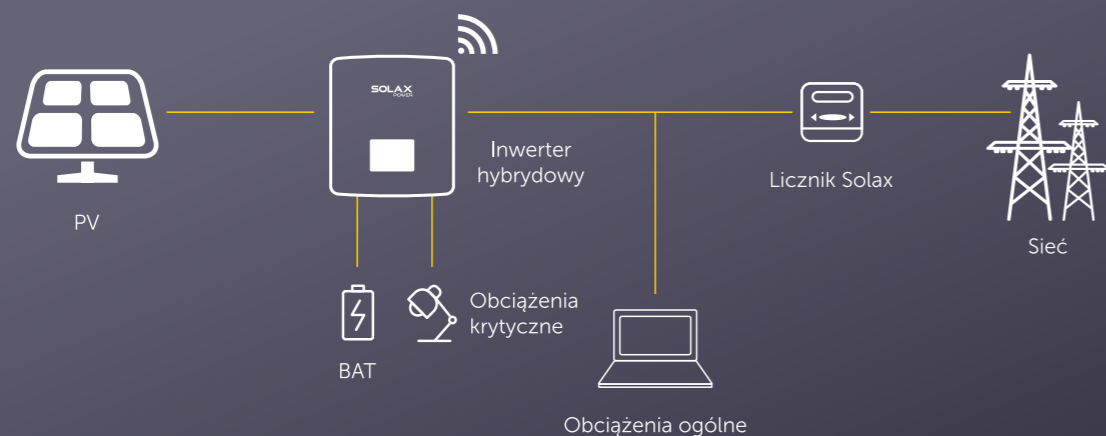 SOLAX
POWER
Inwerter
hybrydowy
Licznik Solax
PV
Sieć
Obciążenia
krytyczne
BAT
Obciążenia ogólne